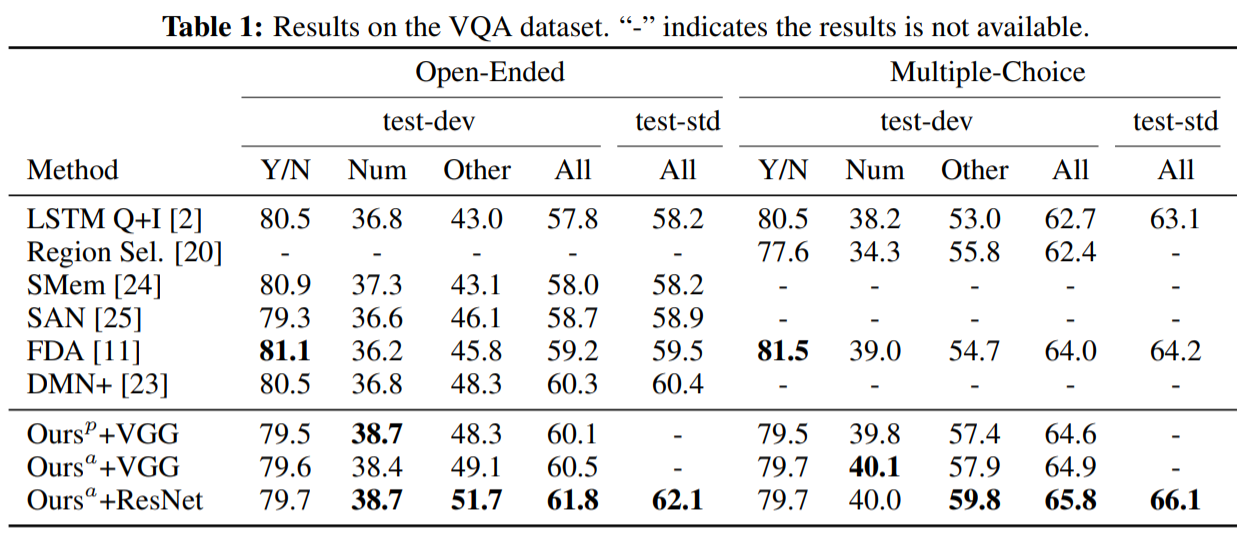 Table 1: Results on the VQA dataset. “-” indicates the results is not available.
Open-Ended Multiple-Choice
test-dev test-std test-dev test-std
Method Y/N Num Other All All Y/N Num Other All All
LSTM Q+I [2] 80.5 36.8 43.0 57.8 58.2 80.5 38.2 53.0 62.7 63.1
Region Sel. [20] - - - - - 77.6 34.3 55.8 62.4 -
SMem [24] 80.9 37.3 43.1 58.0 58.2 - - - - -
SAN [25] 79.3 36.6 46.1 58.7 58.9 - - - - -
FDA [11] 81.1 36.2 45.8 59.2 59.5 81.5 39.0 54.7 64.0 64.2
DMN+ [23] 80.5 36.8 48.3 60.3 60.4 - - - - -
Oursᵖ+VGG 79.5 38.7 48.3 60.1 - 79.5 39.8 57.4 64.6 -
Oursᵃ+VGG 79.6 38.4 49.1 60.5 - 79.7 40.1 57.9 64.9 -
Oursᵃ+ResNet 79.7 38.7 51.7 61.8 62.1 79.7 40.0 59.8 65.8 66.1